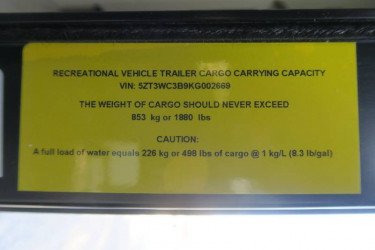 RECREATIONAL VEHICLE TRAILER CARGO CARRYING CAPACITY
VIN: 5ZT3WC3B9KG002669
THE WEIGHT OF CARGO SHOULD NEVER EXCEED
853 kg or 1880 lbs
CAUTION:
A full load of water equals 226 kg or 498 lbs of cargo @ 1 kg/L (8.3 lb/gal)